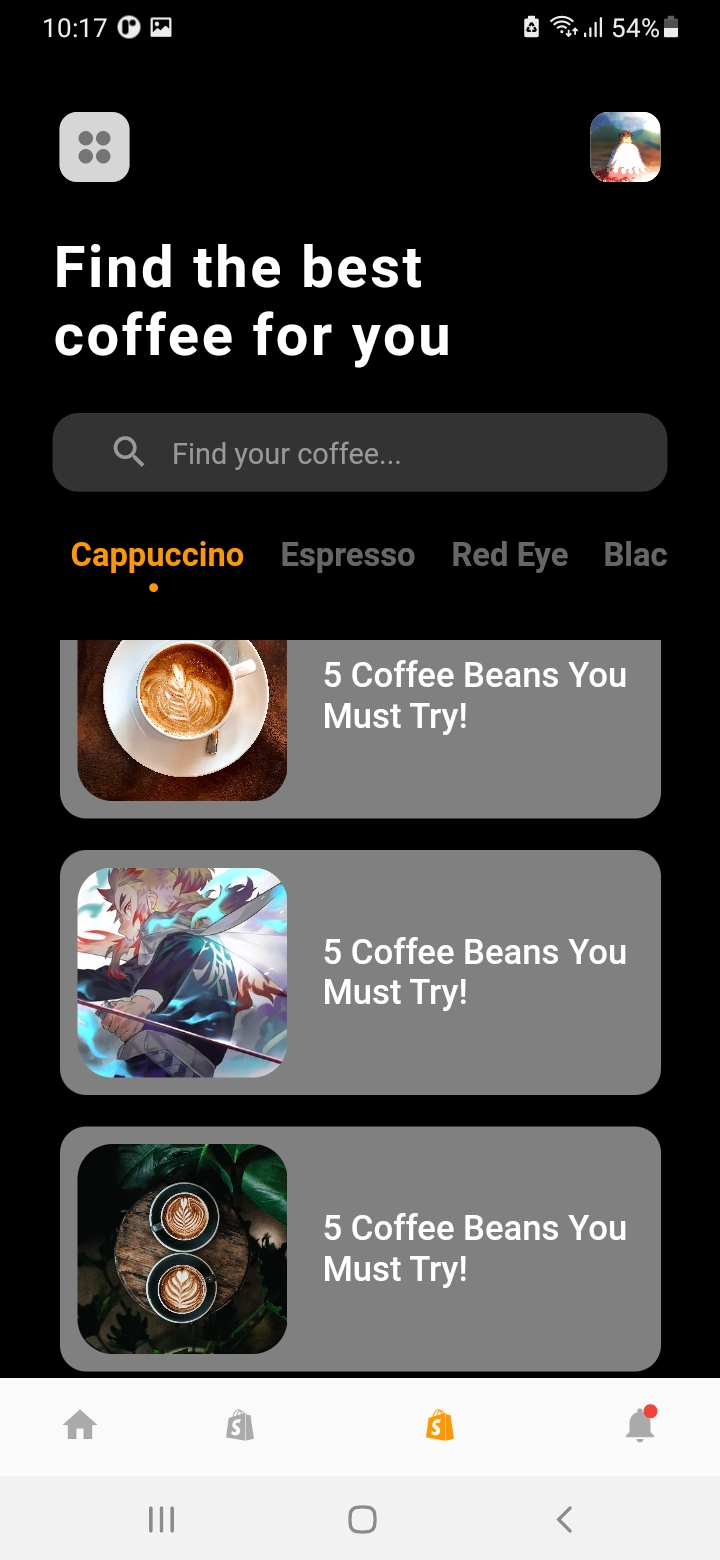 10:17
54%
Find the best
coffee for you
Find your coffee...
Cappuccino Espresso Red Eye Blac
5 Coffee Beans You
Must Try!
5 Coffee Beans You
Must Try!
5 Coffee Beans You
Must Try!